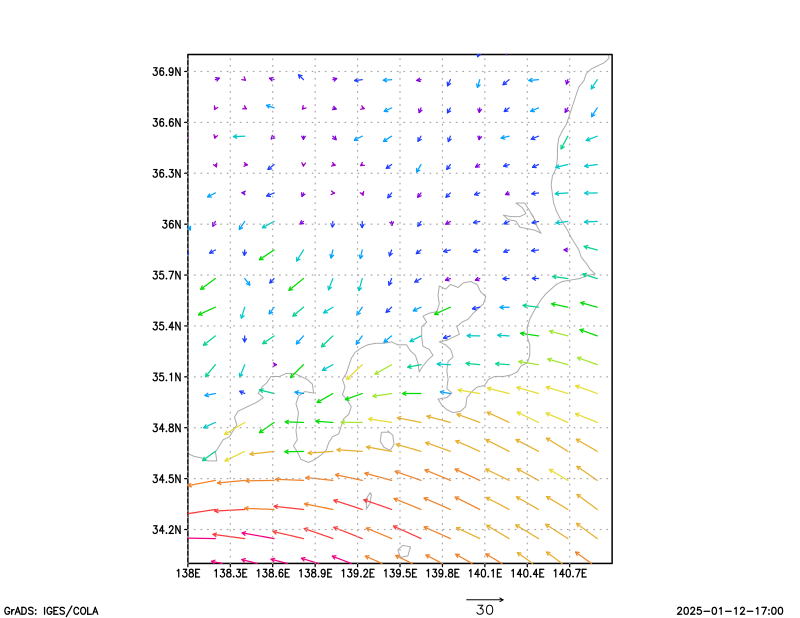 36.9N
36.6N
36.3N
36N
35.7N
35.4N
35.1N
34.8N
34.5N
34.2N
138E 138.3E 138.6E 138.9E 139.2E 139.5E 139.8E 140.1E 140.4E 140.7E
30
GrADS: IGES/COLA 2025-01-12-17:00